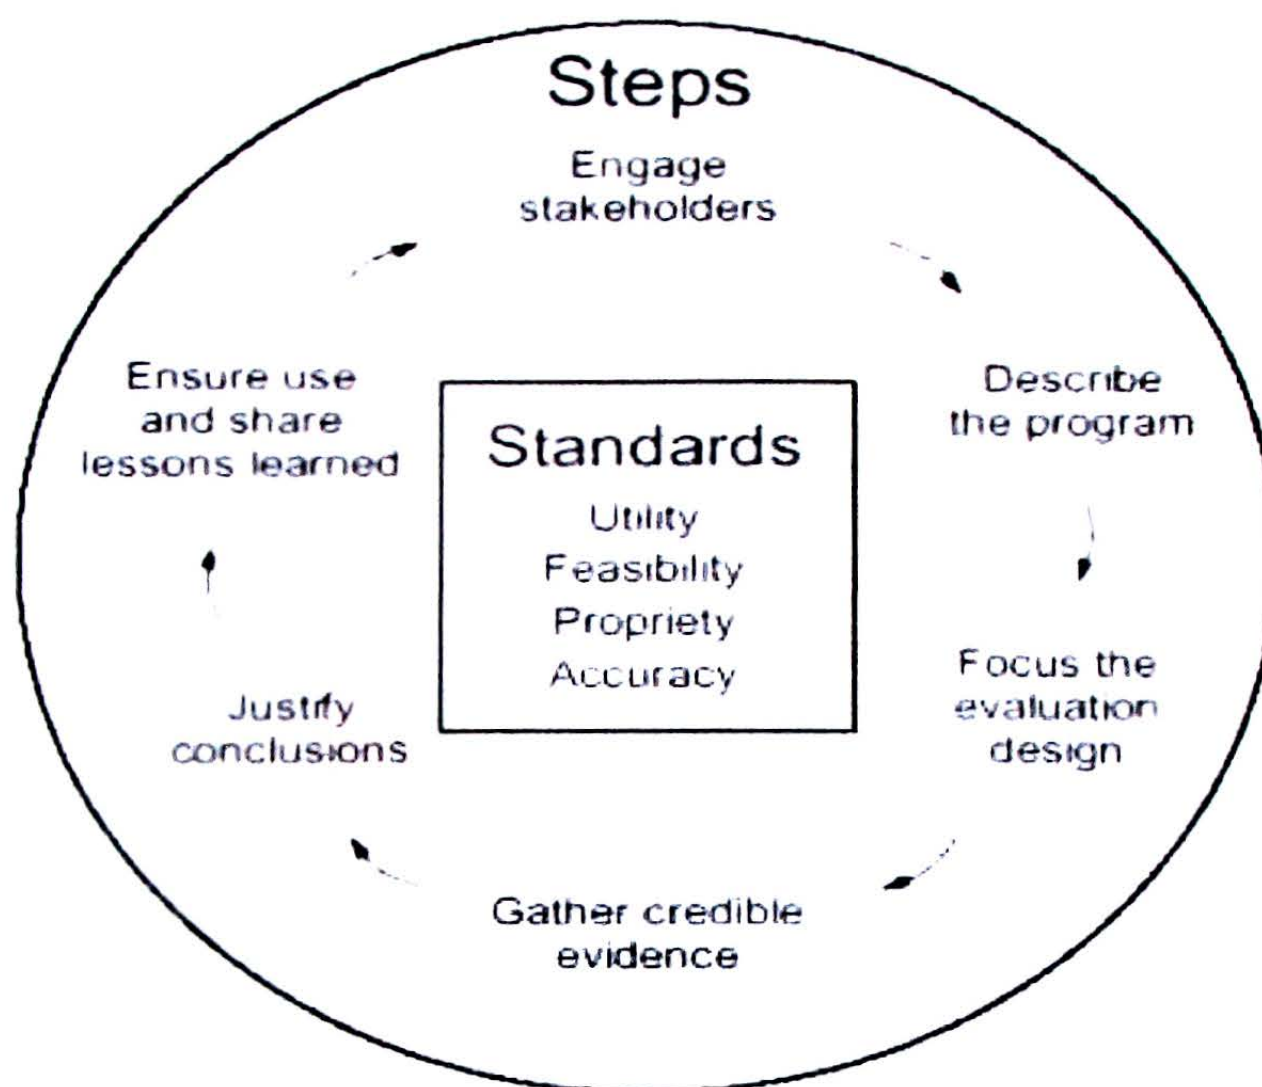 Steps
Engage
stakeholders
Describe
the program
Focus the
evaluation
design
Gather credible
evidence
Justify
conclusions
Ensure use
and share
lessons learned
Standards
Utility
Feasibility
Propriety
Accuracy